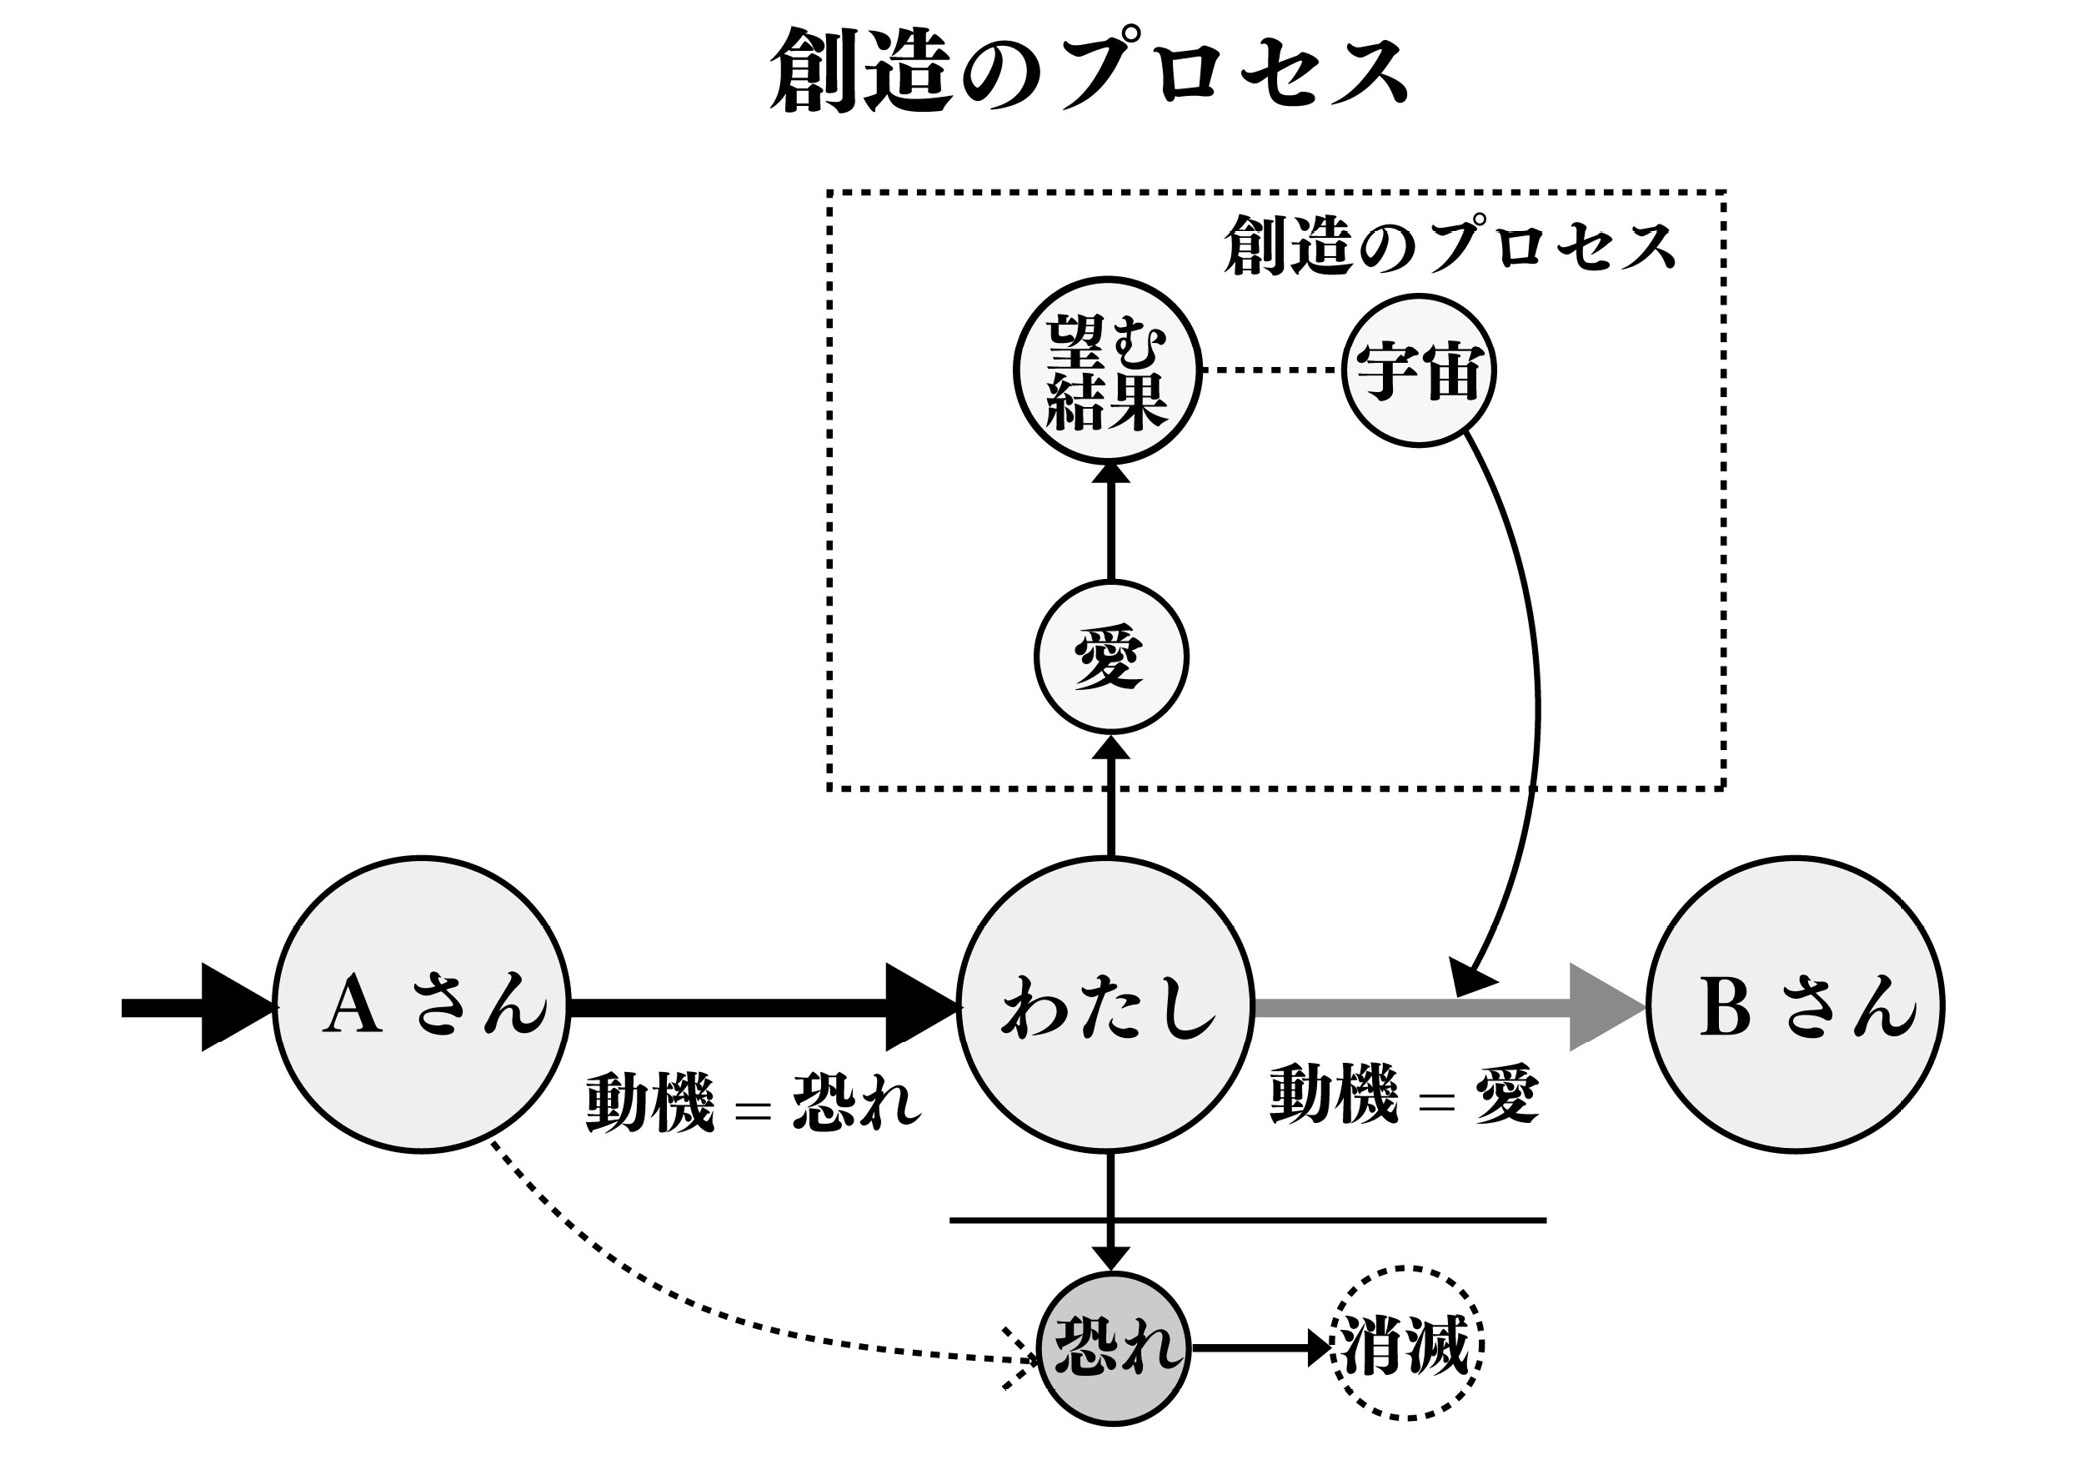 創造のプロセス
創造のプロセス
望む
結果
宇宙
愛
A さん
わたし
B さん
動機 = 恐れ
動機 = 愛
恐れ
消滅